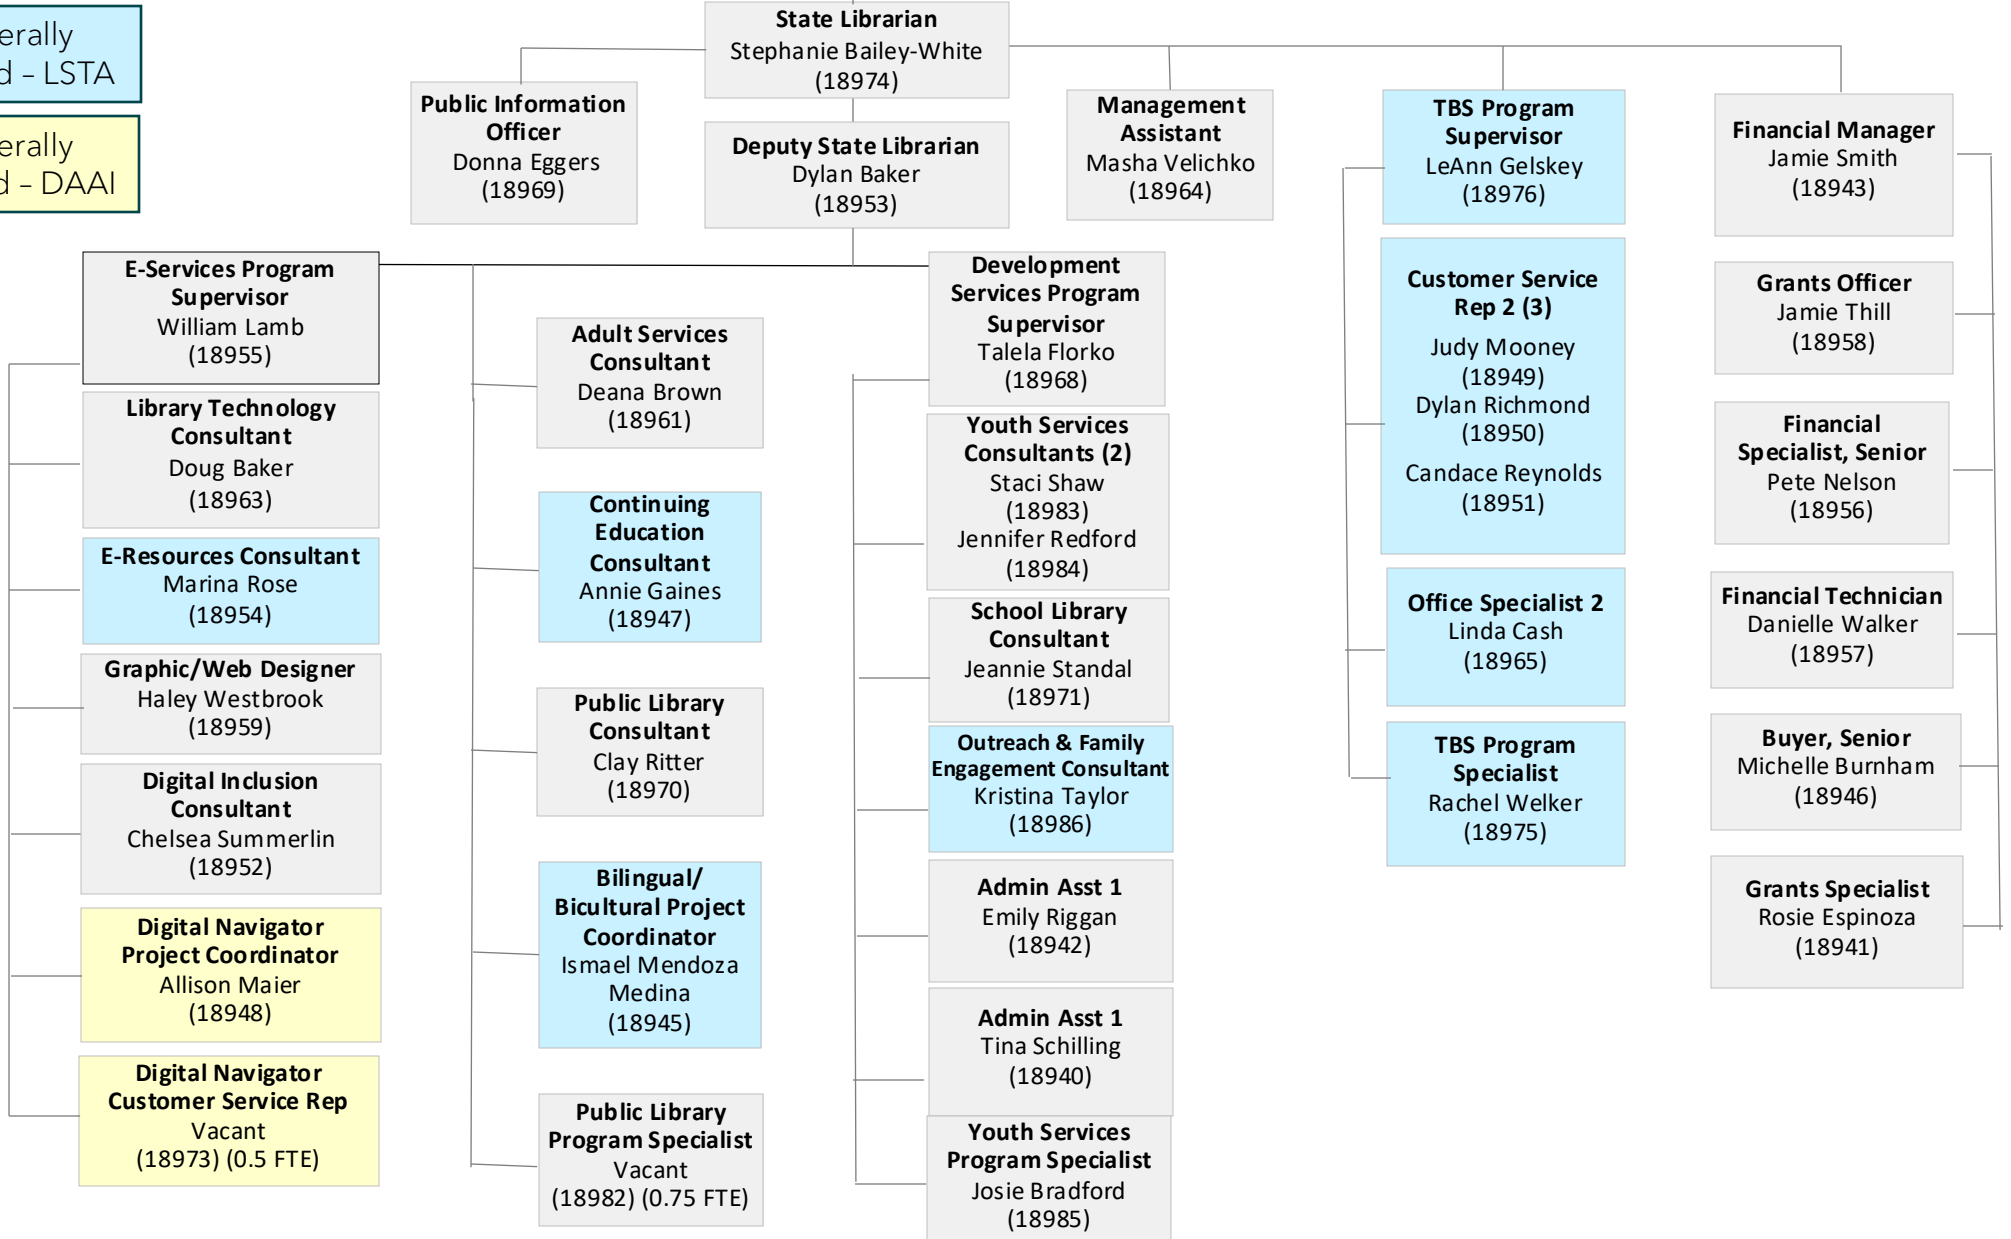 erally
d – LSTA
erally
d – DAAI
State Librarian
Stephanie Bailey-White
(18974)
Public Information
Officer
Donna Eggers
(18969)
Deputy State Librarian
Dylan Baker
(18953)
Management
Assistant
Masha Velichko
(18964)
TBS Program
Supervisor
LeAnn Gelskey
(18976)
Financial Manager
Jamie Smith
(18943)
E-Services Program
Supervisor
William Lamb
(18955)
Library Technology
Consultant
Doug Baker
(18963)
E-Resources Consultant
Marina Rose
(18954)
Graphic/Web Designer
Haley Westbrook
(18959)
Digital Inclusion
Consultant
Chelsea Summerlin
(18952)
Digital Navigator
Project Coordinator
Allison Maier
(18948)
Digital Navigator
Customer Service Rep
Vacant
(18973) (0.5 FTE)
Adult Services
Consultant
Deana Brown
(18961)
Continuing
Education
Consultant
Annie Gaines
(18947)
Public Library
Consultant
Clay Ritter
(18970)
Bilingual/
Bicultural Project
Coordinator
Ismael Mendoza
Medina
(18945)
Public Library
Program Specialist
Vacant
(18982) (0.75 FTE)
Development
Services Program
Supervisor
Talela Florko
(18968)
Youth Services
Consultants (2)
Staci Shaw
(18983)
Jennifer Redford
(18984)
School Library
Consultant
Jeannie Standal
(18971)
Outreach & Family
Engagement Consultant
Kristina Taylor
(18986)
Admin Asst 1
Emily Riggan
(18942)
Admin Asst 1
Tina Schilling
(18940)
Youth Services
Program Specialist
Josie Bradford
(18985)
Customer Service
Rep 2 (3)
Judy Mooney
(18949)
Dylan Richmond
(18950)
Candace Reynolds
(18951)
Office Specialist 2
Linda Cash
(18965)
TBS Program
Specialist
Rachel Welker
(18975)
Grants Officer
Jamie Thill
(18958)
Financial
Specialist, Senior
Pete Nelson
(18956)
Financial Technician
Danielle Walker
(18957)
Buyer, Senior
Michelle Burnham
(18946)
Grants Specialist
Rosie Espinoza
(18941)